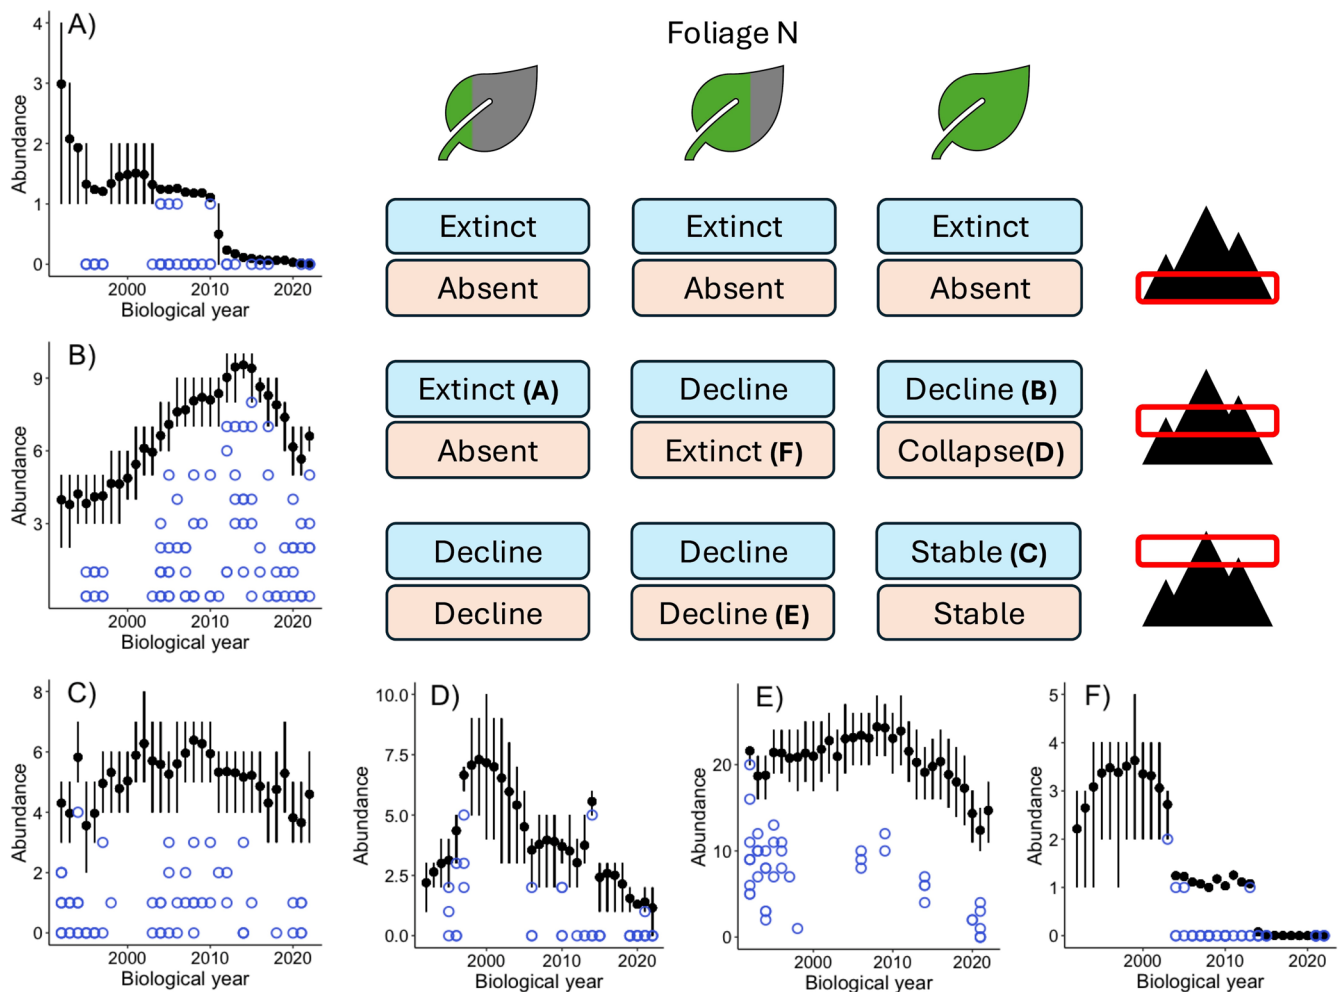 A)
4
3
2
1
0
Abundance
2000 2010 2020
Biological year
Foliage N
Extinct Extinct Extinct
Absent Absent Absent
B)
9
6
3
Abundance
2000 2010 2020
Biological year
Extinct (A) Decline Decline (B)
Absent Extinct (F) Collapse(D)
Decline Decline Stable (C)
Decline Decline (E) Stable
C)
8
6
4
2
0
Abundance
2000 2010 2020
Biological year
D)
10.0
7.5
5.0
2.5
0.0
Abundance
2000 2010 2020
Biological year
E)
20
10
0
Abundance
2000 2010 2020
Biological year
F)
5
4
3
2
1
0
Abundance
2000 2010 2020
Biological year